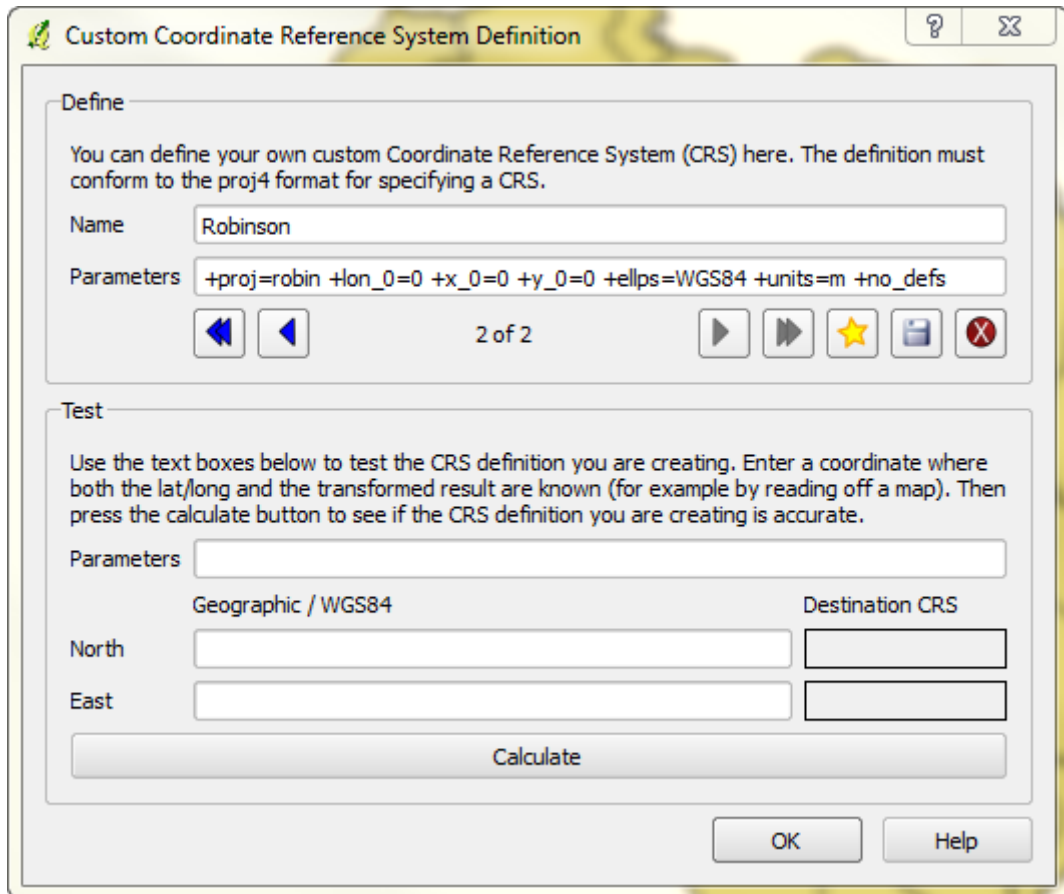 Custom Coordinate Reference System Definition
Define
You can define your own custom Coordinate Reference System (CRS) here. The definition must
conform to the proj4 format for specifying a CRS.
Name Robinson
Parameters +proj=robin +lon_0=0 +x_0=0 +y_0=0 +ellps=WGS84 +units=m +no_defs
2 of 2
Test
Use the text boxes below to test the CRS definition you are creating. Enter a coordinate where
both the lat/long and the transformed result are known (for example by reading off a map). Then
press the calculate button to see if the CRS definition you are creating is accurate.
Parameters
Geographic / WGS84 Destination CRS
North
East
Calculate
OK Help